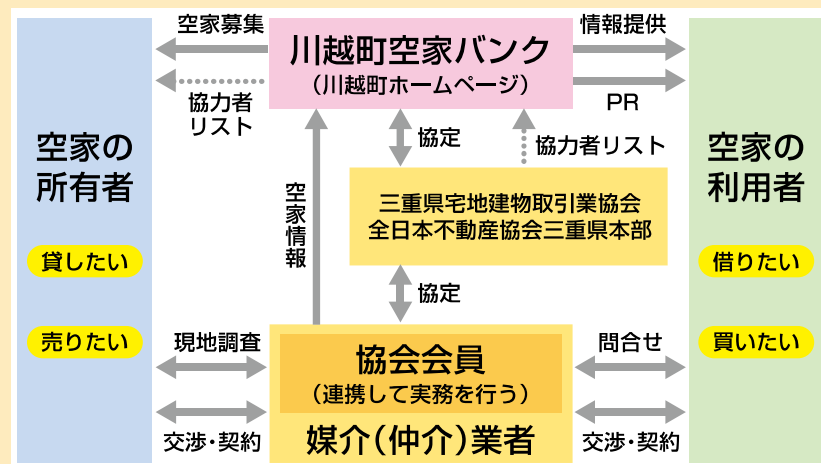 空家の
所有者
貸したい
売りたい
空家募集
協力者
リスト
川越町空家バンク
（川越町ホームページ）
情報提供
PR
協定
協力者リスト
空家情報
三重県宅地建物取引業協会
全日本不動産協会三重県本部
協定
現地調査
交渉・契約
協会会員
（連携して実務を行う）
媒介（仲介）業者
問合せ
交渉・契約
空家の
利用者
借りたい
買いたい